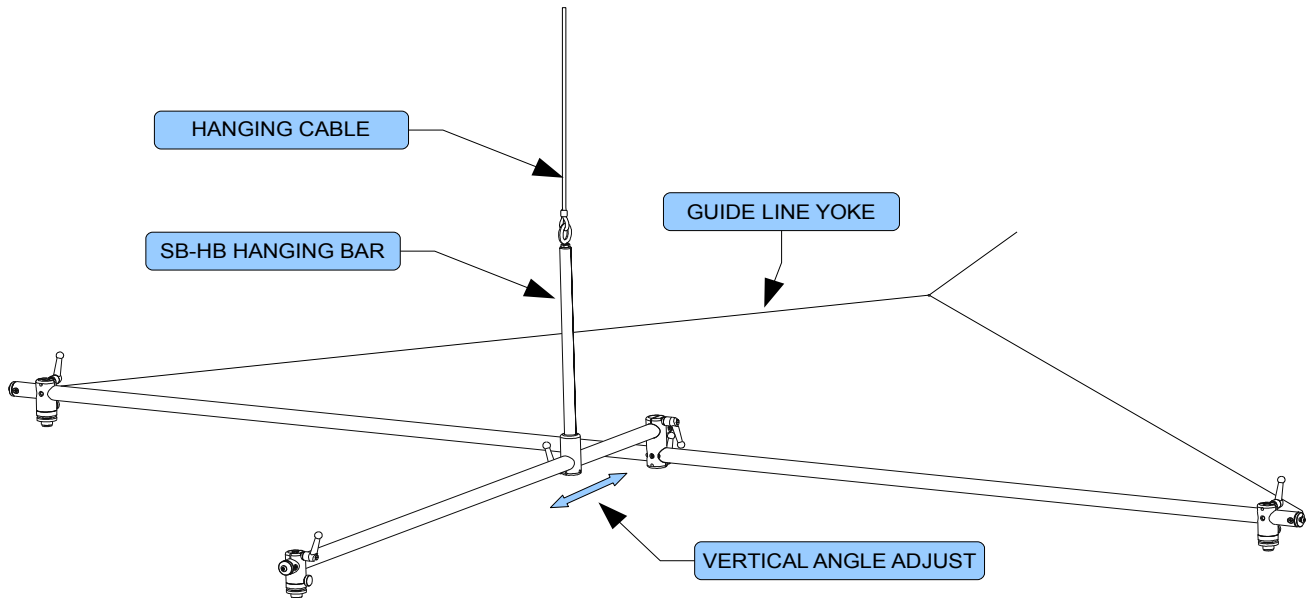 HANGING CABLE
GUIDE LINE YOKE
SB-HB HANGING BAR
VERTICAL ANGLE ADJUST